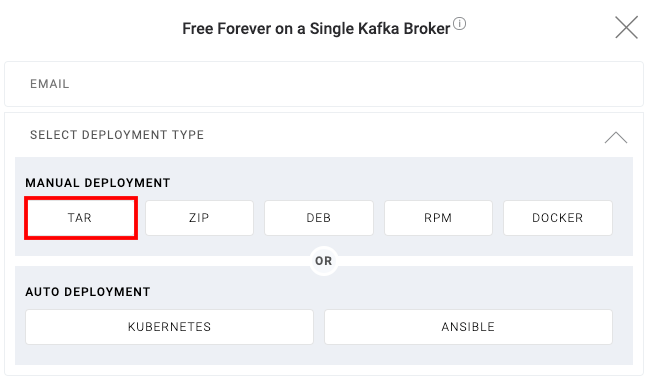 Free Forever on a Single Kafka Broker
EMAIL
SELECT DEPLOYMENT TYPE
MANUAL DEPLOYMENT
TAR ZIP DEB RPM DOCKER
OR
AUTO DEPLOYMENT
KUBERNETES ANSIBLE